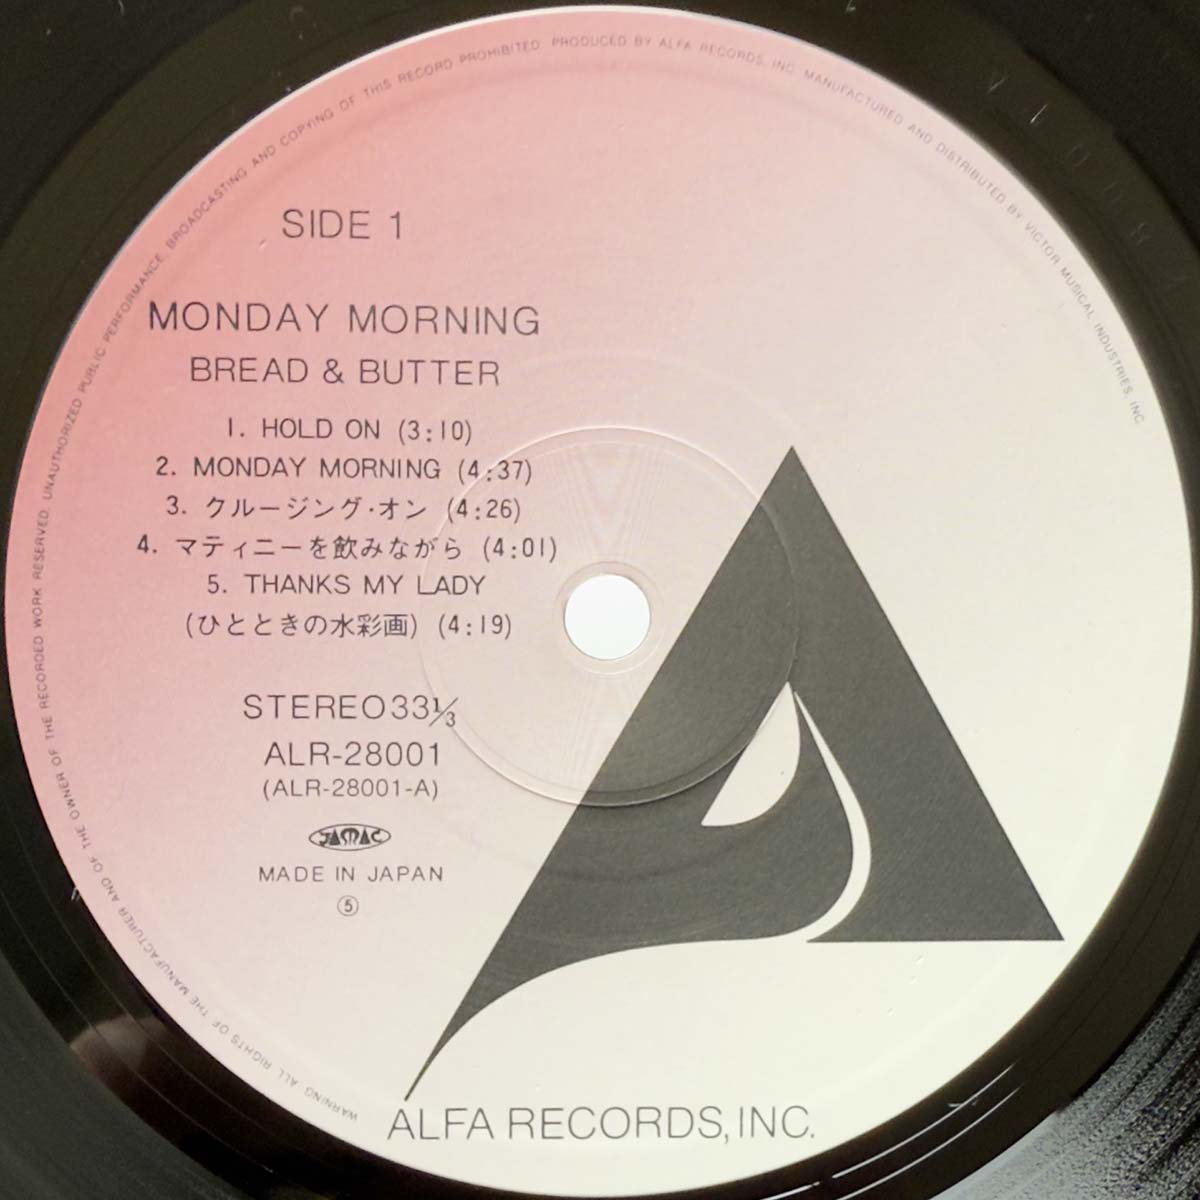 SIDE 1
MONDAY MORNING
BREAD & BUTTER
1. HOLD ON (3:10)
2. MONDAY MORNING (4:37)
3. クルージング・オン (4:26)
4. マティニーを飲みながら (4:01)
5. THANKS MY LADY
(ひとときの水彩画) (4:19)
STEREO 33⅓
ALR-28001
(ALR-28001-A)
JASRAC
MADE IN JAPAN
⑤
ALFA RECORDS, INC.
WARNING. ALL RIGHTS OF THE MANUFACTURER AND OF THE OWNER OF THE RECORDED WORK RESERVED. UNAUTHORIZED PUBLIC PERFORMANCE, BROADCASTING AND COPYING OF THIS RECORD PROHIBITED. PRODUCED BY ALFA RECORDS, INC. MANUFACTURED AND DISTRIBUTED BY VICTOR MUSICAL INDUSTRIES, INC